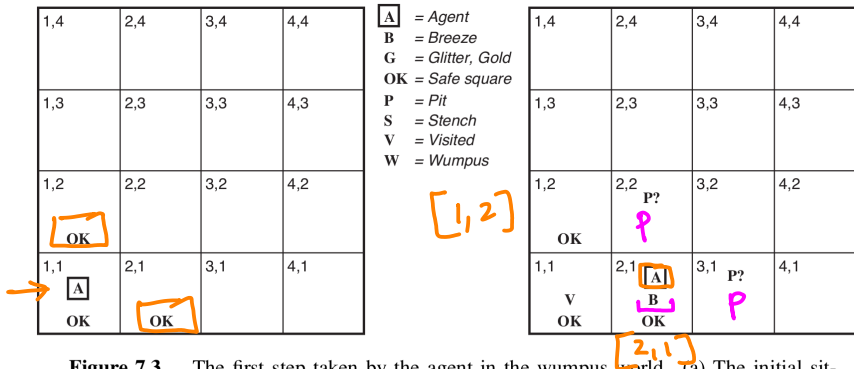 1,4 2,4 3,4 4,4
1,3 2,3 3,3 4,3
1,2 2,2 3,2 4,2
OK
1,1 2,1 3,1 4,1
A
OK OK
A = Agent
B = Breeze
G = Glitter, Gold
OK = Safe square
P = Pit
S = Stench
V = Visited
W = Wumpus
[1,2]
1,4 2,4 3,4 4,4
1,3 2,3 3,3 4,3
1,2 2,2 3,2 4,2
P?
P
OK
1,1 2,1 3,1 4,1
A P?
V B P
OK OK
[2,1]
Figure 7.3 The first step taken by the agent in the wumpus world. (a) The initial sit-